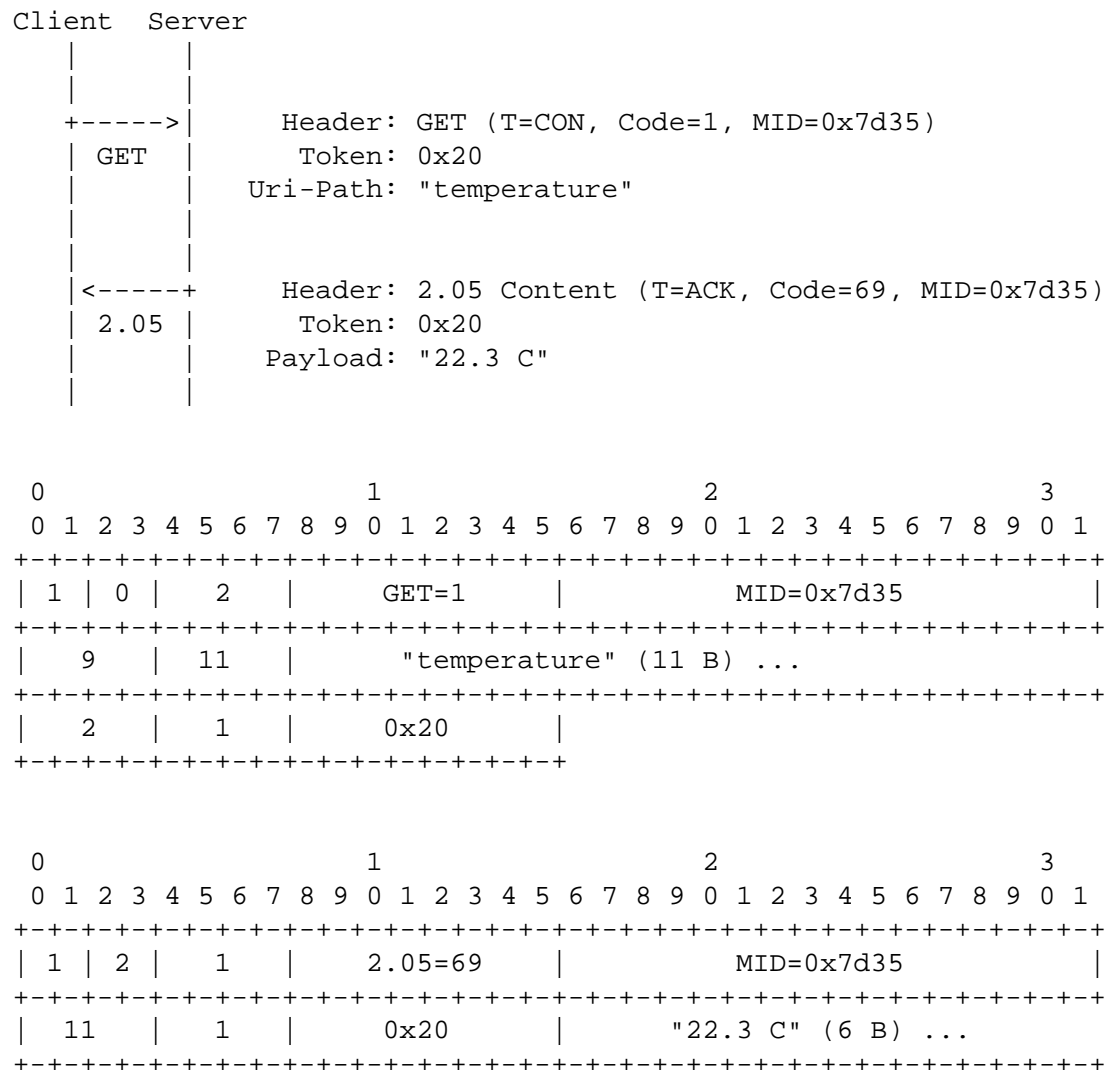 Client  Server
   |      |
   |      |
   +----->|     Header: GET (T=CON, Code=1, MID=0x7d35)
   | GET  |      Token: 0x20
   |      |   Uri-Path: "temperature"
   |      |
   |      |
   |<-----+     Header: 2.05 Content (T=ACK, Code=69, MID=0x7d35)
   | 2.05 |      Token: 0x20
   |      |    Payload: "22.3 C"
   |      |

 0                   1                   2                   3
 0 1 2 3 4 5 6 7 8 9 0 1 2 3 4 5 6 7 8 9 0 1 2 3 4 5 6 7 8 9 0 1
+-+-+-+-+-+-+-+-+-+-+-+-+-+-+-+-+-+-+-+-+-+-+-+-+-+-+-+-+-+-+-+-+
| 1 | 0 |   2   |     GET=1     |          MID=0x7d35           |
+-+-+-+-+-+-+-+-+-+-+-+-+-+-+-+-+-+-+-+-+-+-+-+-+-+-+-+-+-+-+-+-+
|   9   |  11   |      "temperature" (11 B) ...
+-+-+-+-+-+-+-+-+-+-+-+-+-+-+-+-+-+-+-+-+-+-+-+-+-+-+-+-+-+-+-+-+
|   2   |   1   |     0x20      |
+-+-+-+-+-+-+-+-+-+-+-+-+-+-+-+-+

 0                   1                   2                   3
 0 1 2 3 4 5 6 7 8 9 0 1 2 3 4 5 6 7 8 9 0 1 2 3 4 5 6 7 8 9 0 1
+-+-+-+-+-+-+-+-+-+-+-+-+-+-+-+-+-+-+-+-+-+-+-+-+-+-+-+-+-+-+-+-+
| 1 | 2 |   1   |    2.05=69    |          MID=0x7d35           |
+-+-+-+-+-+-+-+-+-+-+-+-+-+-+-+-+-+-+-+-+-+-+-+-+-+-+-+-+-+-+-+-+
|  11   |   1   |     0x20      |      "22.3 C" (6 B) ...
+-+-+-+-+-+-+-+-+-+-+-+-+-+-+-+-+-+-+-+-+-+-+-+-+-+-+-+-+-+-+-+-+